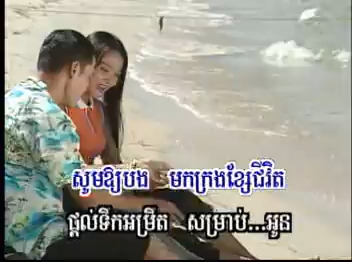 សូមឱ្យបង មកក្រងខ្សែជីវិត
ផ្ដល់ទឹកអម្រឹត សម្រាប់...អូន